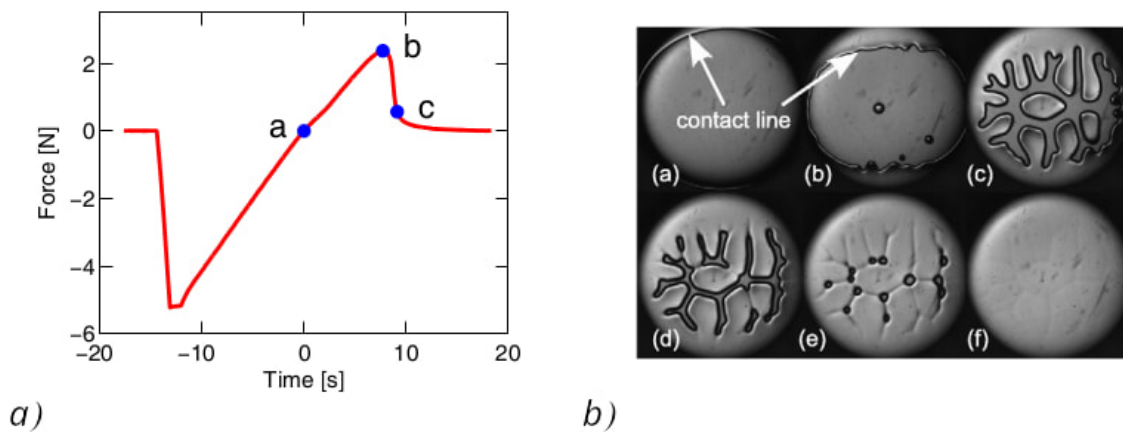 2
0
−2
−4
−6
Force [N]
−20
−10
0
10
20
Time [s]
a
b
c
a)
contact line
(a)
(b)
(c)
(d)
(e)
(f)
b)